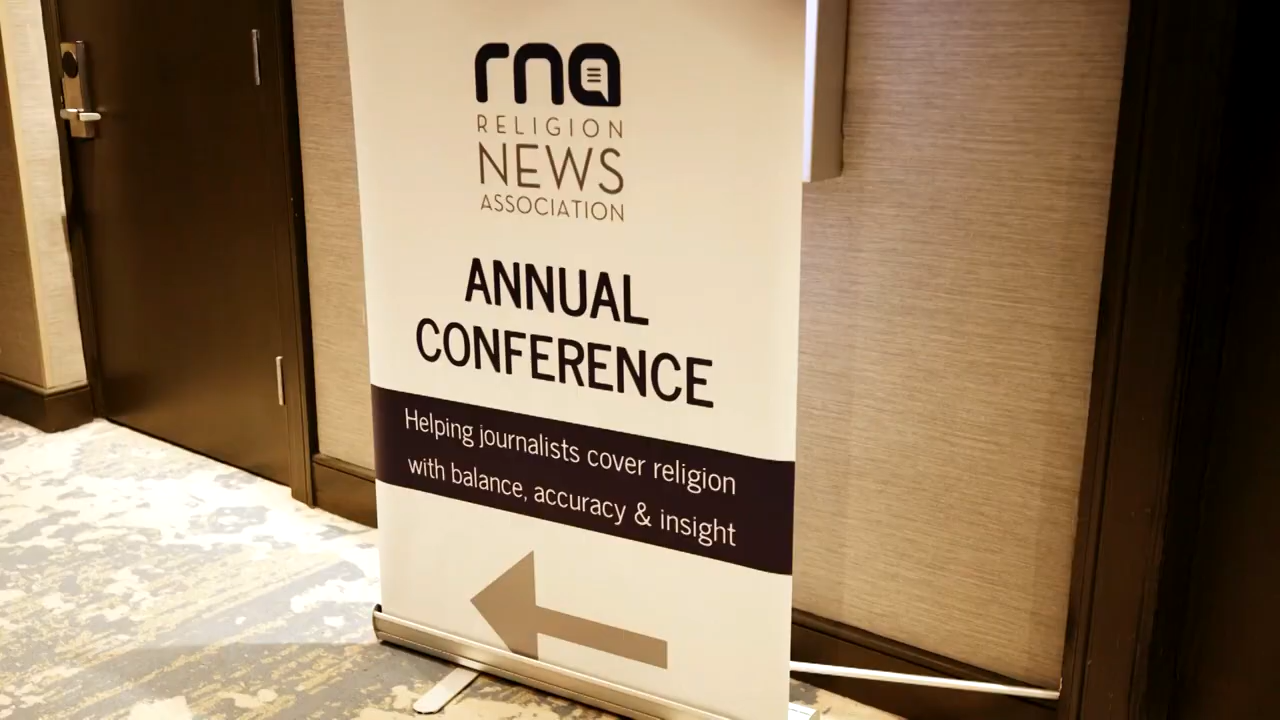 rna
RELIGION
NEWS
ASSOCIATION
ANNUAL
CONFERENCE
Helping journalists cover religion
with balance, accuracy & insight